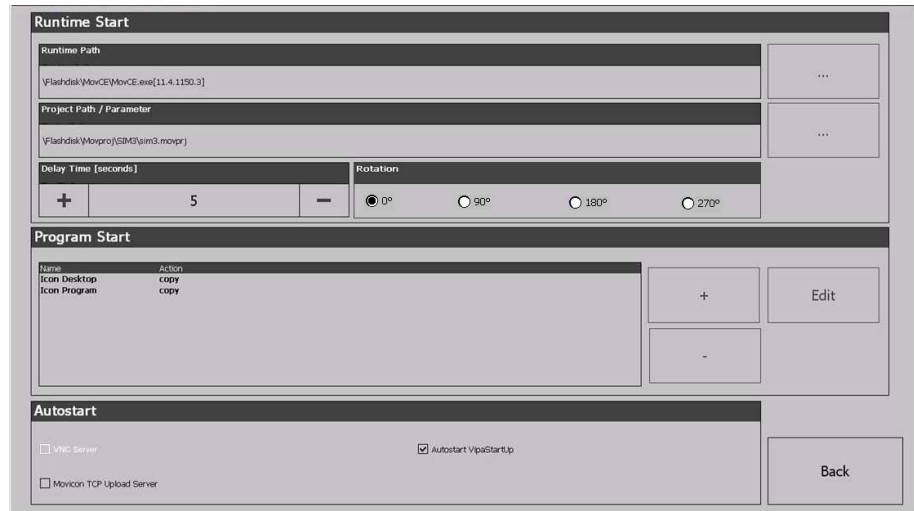 Runtime Start
Runtime Path
\Flashdisk\MovCE\MovCE.exe[11.4.1150.3]
...
Project Path / Parameter
\Flashdisk\Movproj\SIM3\sim3.movprj
...
Delay Time [seconds]
+ 5 −
Rotation
0° 90° 180° 270°
Program Start
Name Action
Icon Desktop copy
Icon Program copy
+
Edit
-
Autostart
VNC Server
Autostart VipaStartUp
Movicon TCP Upload Server
Back